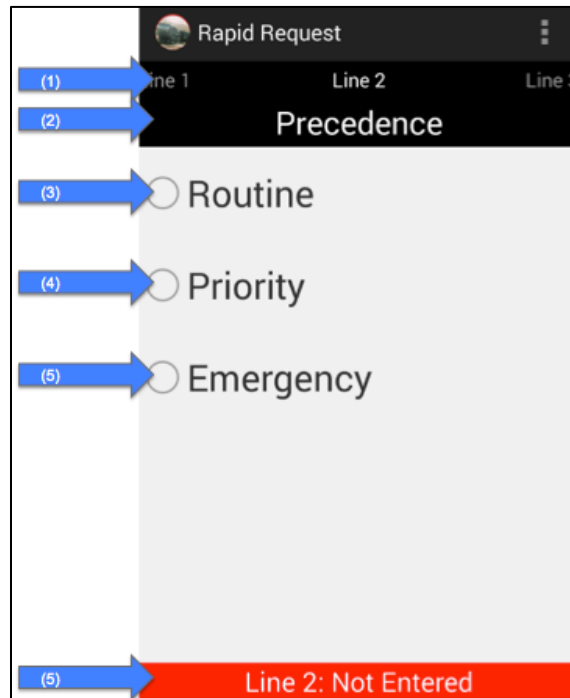 Rapid Request
(1) ine 1 Line 2 Line 3
(2) Precedence
(3) Routine
(4) Priority
(5) Emergency
(5) Line 2: Not Entered